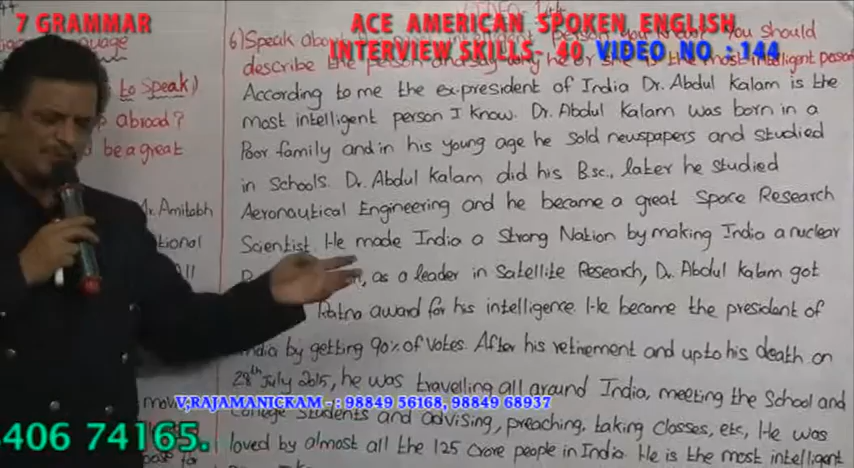 7 GRAMMAR
ACE AMERICAN SPOKEN ENGLISH
INTERVIEW SKILLS- 40. VIDEO NO : 144
to Speak)
abroad?
be a great
Mr. Amitabh
tional
6) Speak about person you know. You should
describe the person and say why he or she is the most intelligent person
According to me the ex-president of India Dr. Abdul Kalam is the
most intelligent person I know. Dr. Abdul Kalam was born in a
Poor family and in his young age he sold newspapers and studied
in Schools. Dr. Abdul Kalam did his B.sc., later he studied
Aeronautical Engineering and he became a great Space Research
Scientist. He made India a Strong Nation by making India a nuclear
, as a leader in Satellite Research, Dr. Abdul kalam got
Ratna award for his intelligence. He became the president of
India by getting 90% of votes. After his retirement and upto his death on
28th July 2015, he was travelling all around India, meeting the School and
V;RAJAMANICKAM - : 98849 56168, 98849 68937
College Students and advising, preaching, taking classes, etc, He was
loved by almost all the 125 Crore people in India. He is the most intelligent
406 74165.